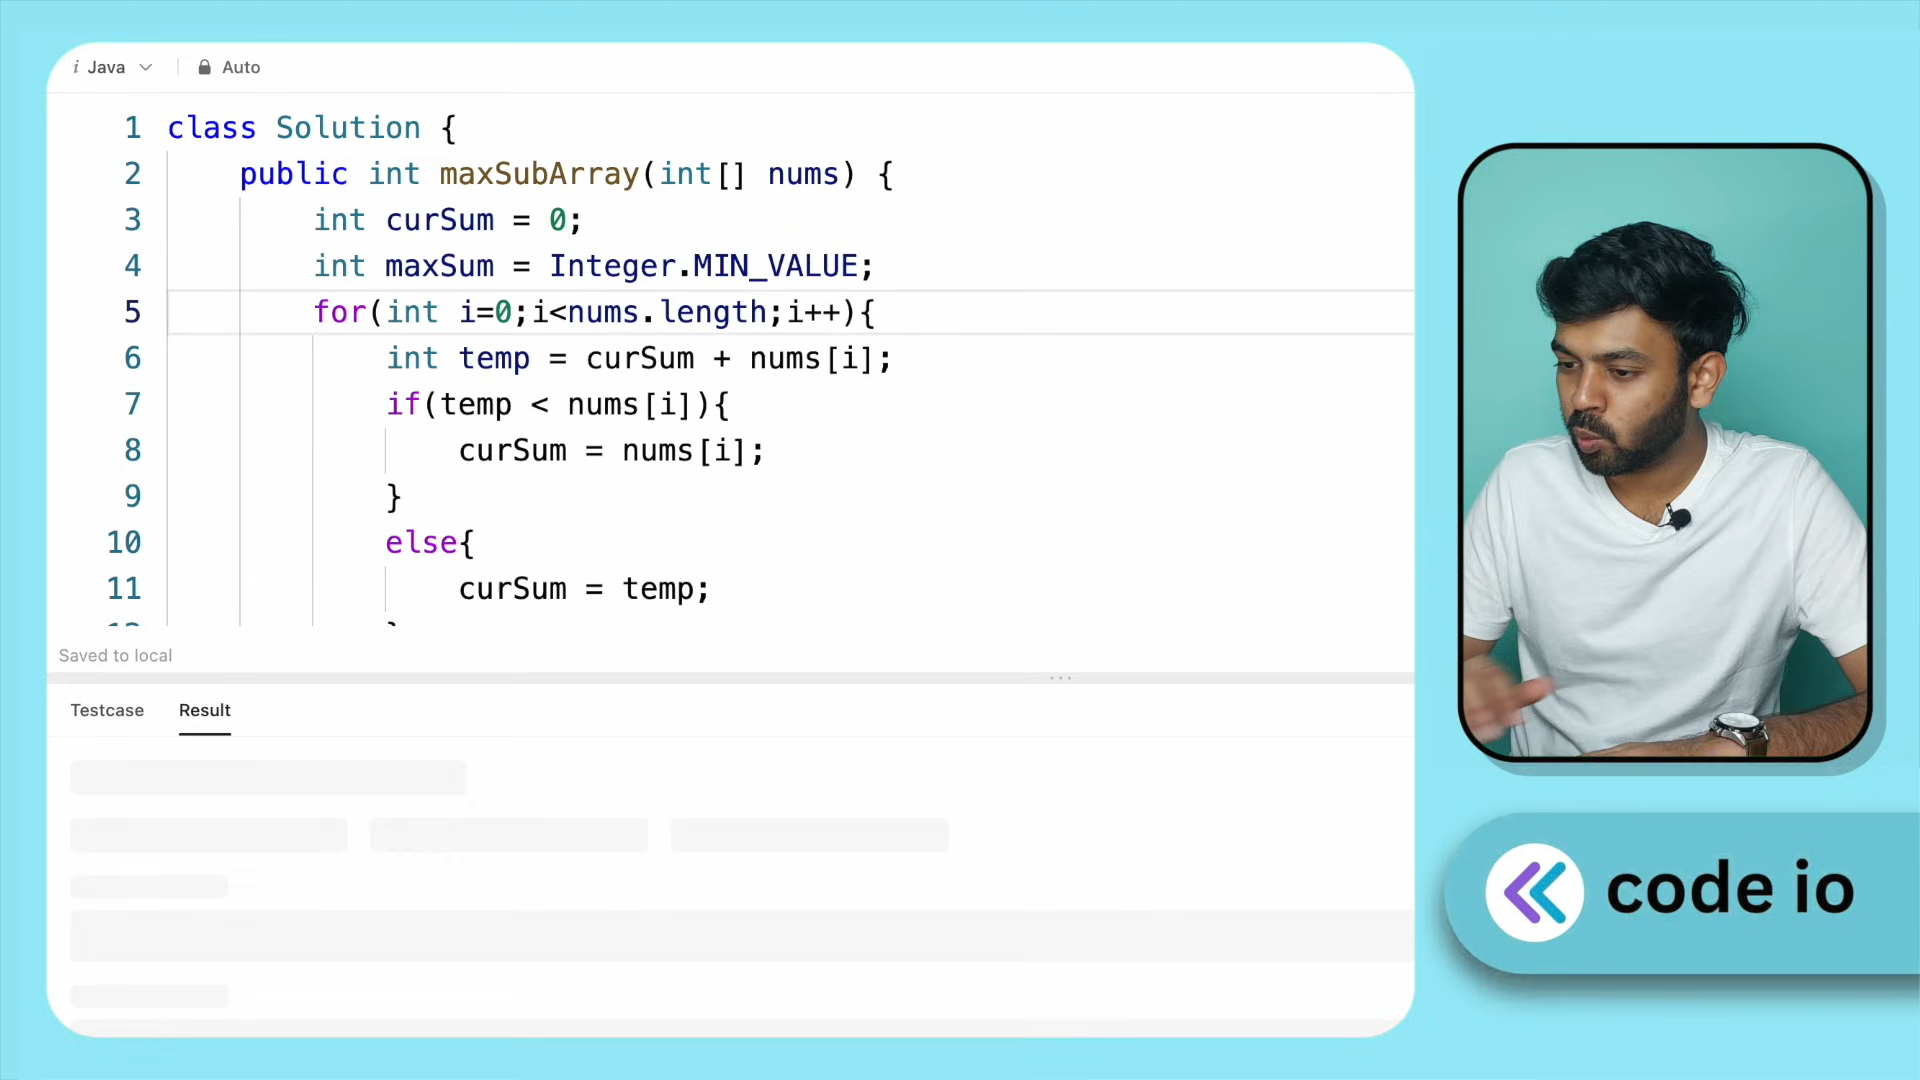 i Java Auto
1 class Solution {
2 public int maxSubArray(int[] nums) {
3 int curSum = 0;
4 int maxSum = Integer.MIN_VALUE;
5 for(int i=0;i<nums.length;i++){
6 int temp = curSum + nums[i];
7 if(temp < nums[i]){
8 curSum = nums[i];
9 }
10 else{
11 curSum = temp;
Saved to local
Testcase Result
code io